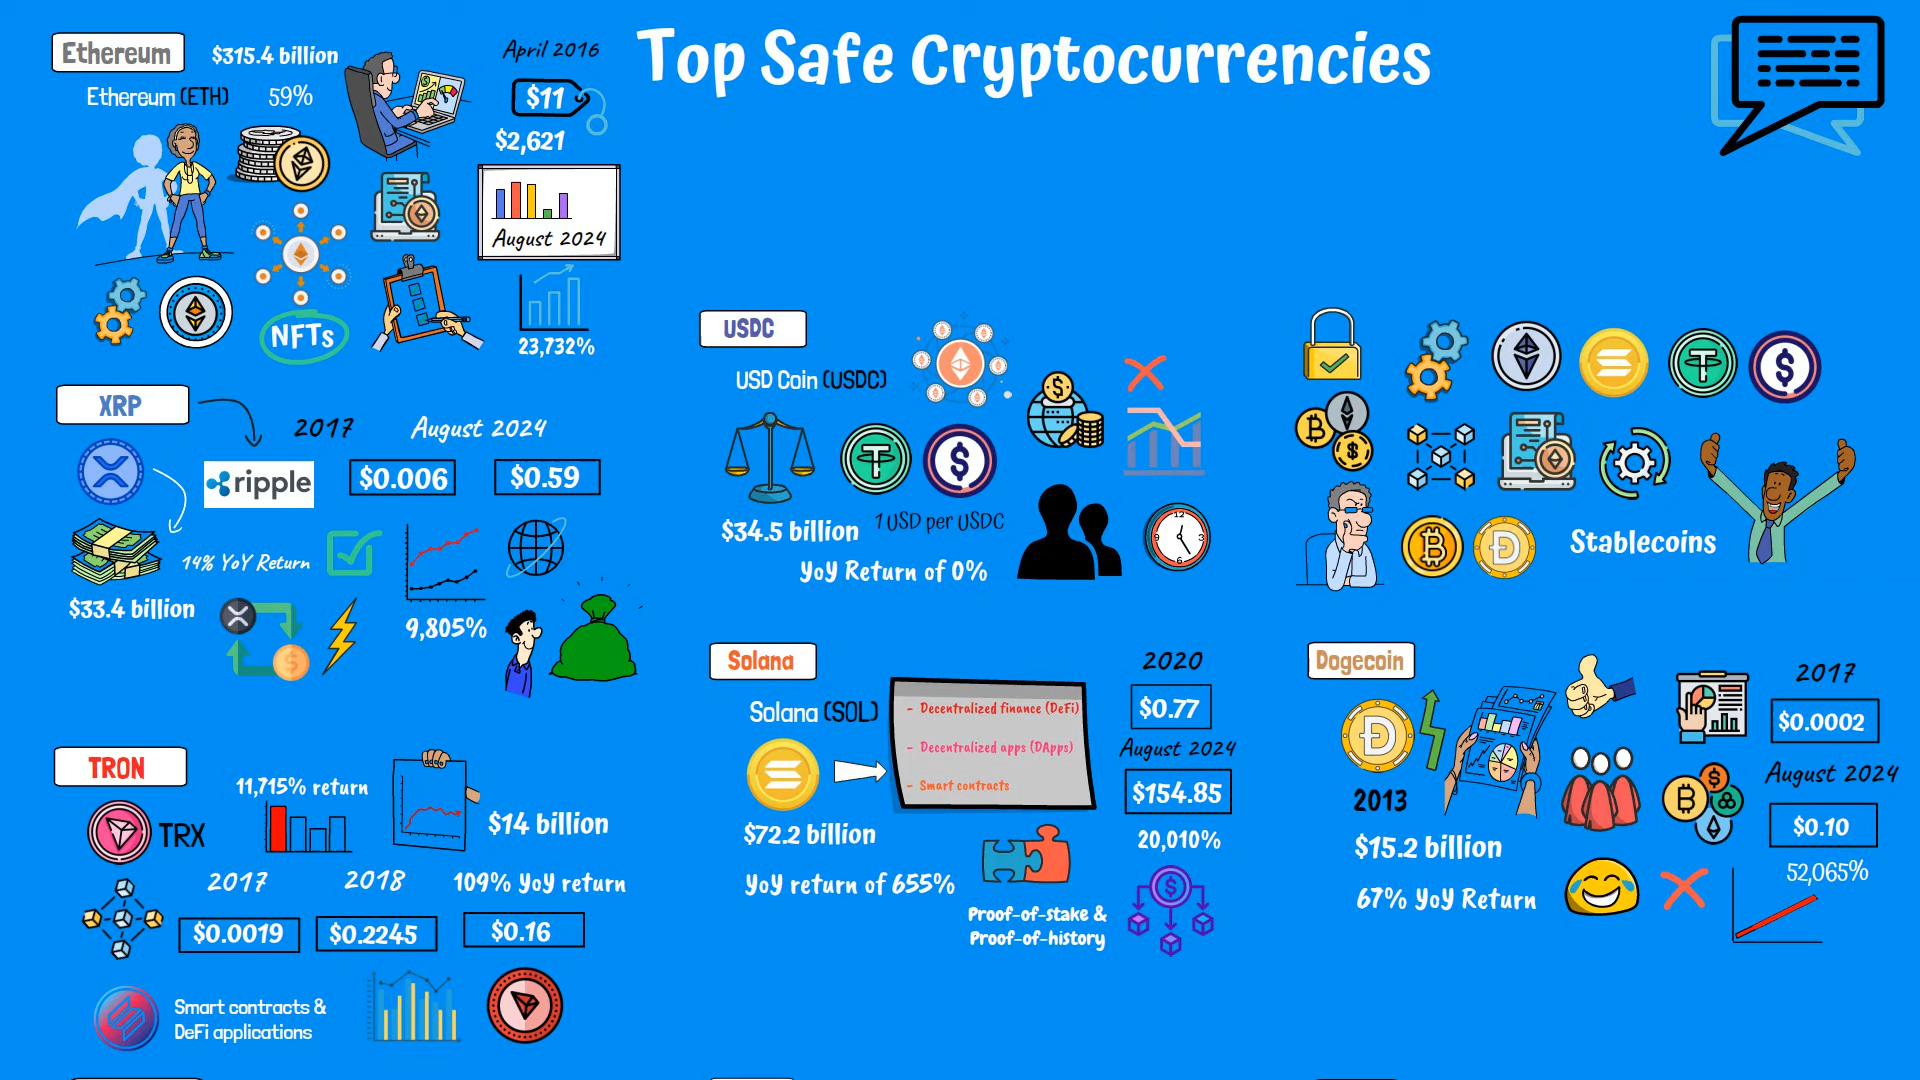 Top Safe Cryptocurrencies
Ethereum
$315.4 billion
Ethereum (ETH)
59%
April 2016
$11
$2,621
August 2024
NFTs
23,732%
XRP
2017
August 2024
ripple
$0.006
$0.59
14% YoY Return
$33.4 billion
9,805%
TRON
11,715% return
TRX
$14 billion
2017
2018
109% YoY return
$0.0019
$0.2245
$0.16
Smart contracts &
DeFi applications
USDC
USD Coin (USDC)
$34.5 billion
1 USD per USDC
YoY Return of 0%
12
3
6
9
Stablecoins
Solana
Solana (SOL)
- Decentralized finance (DeFi)
- Decentralized apps (DApps)
- Smart contracts
2020
$0.77
August 2024
$154.85
$72.2 billion
20,010%
YoY return of 655%
Proof-of-stake &
Proof-of-history
Dogecoin
2013
$15.2 billion
67% YoY Return
2017
$0.0002
August 2024
$0.10
52,065%